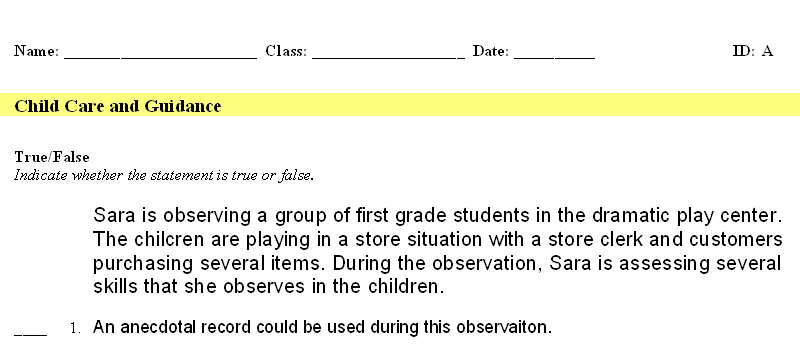 Name: ________________________ Class: ___________________ Date: __________ ID: A
Child Care and Guidance
True/False
Indicate whether the statement is true or false.
Sara is observing a group of first grade students in the dramatic play center.
The chilcren are playing in a store situation with a store clerk and customers
purchasing several items. During the observation, Sara is assessing several
skills that she observes in the children.
____ 1. An anecdotal record could be used during this observaiton.